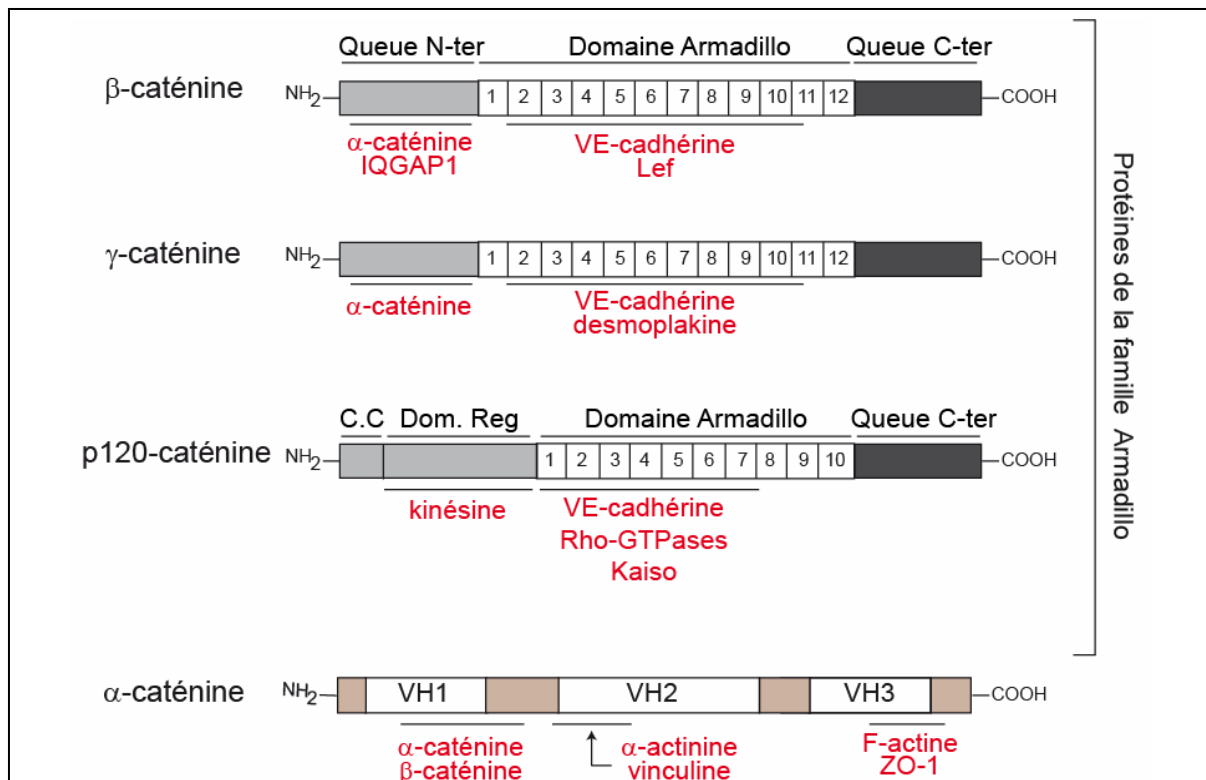 Queue N-ter Domaine Armadillo Queue C-ter
β-caténine NH2 1 2 3 4 5 6 7 8 9 10 11 12 COOH
α-caténine VE-cadhérine
IQGAP1 Lef
γ-caténine NH2 1 2 3 4 5 6 7 8 9 10 11 12 COOH
α-caténine VE-cadhérine
desmoplakine
C.C Dom. Reg Domaine Armadillo Queue C-ter
p120-caténine NH2 1 2 3 4 5 6 7 8 9 10 COOH
kinésine VE-cadhérine
Rho-GTPases
Kaiso
Protéines de la famille Armadillo
α-caténine NH2 VH1 VH2 VH3 COOH
α-caténine α-actinine F-actine
β-caténine vinculine ZO-1